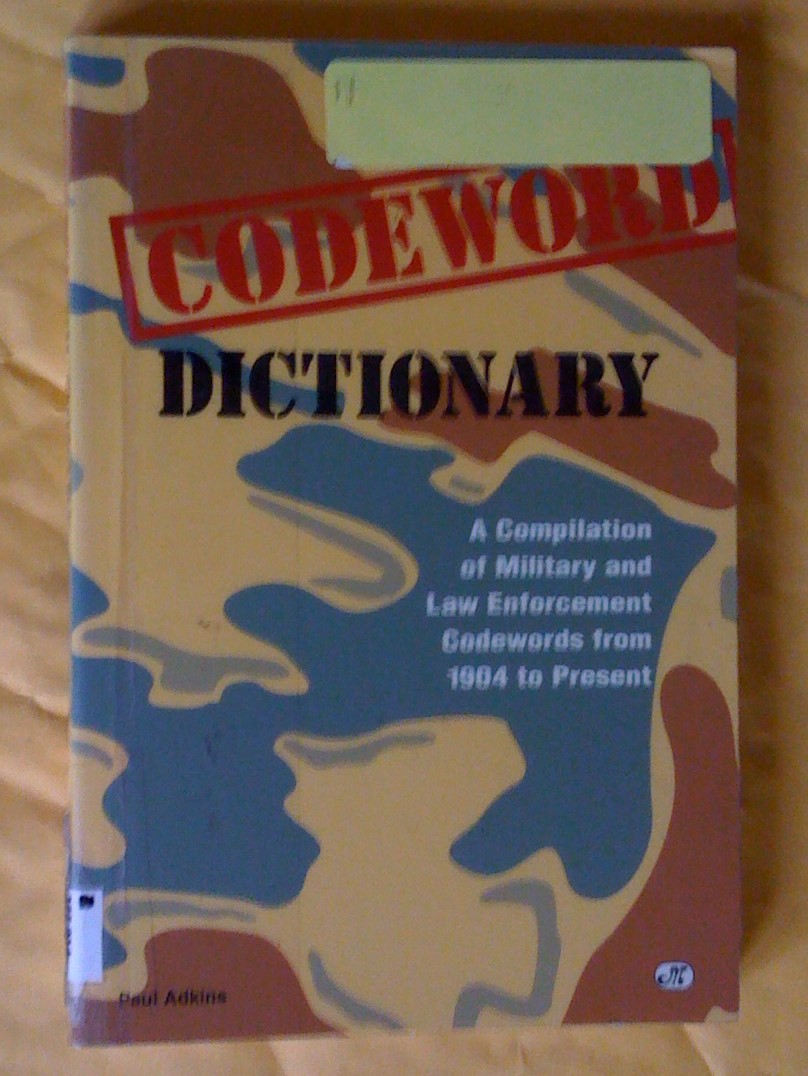 CODEWORD
DICTIONARY
A Compilation
of Military and
Law Enforcement
Codewords from
1904 to Present
Paul Adkins
M